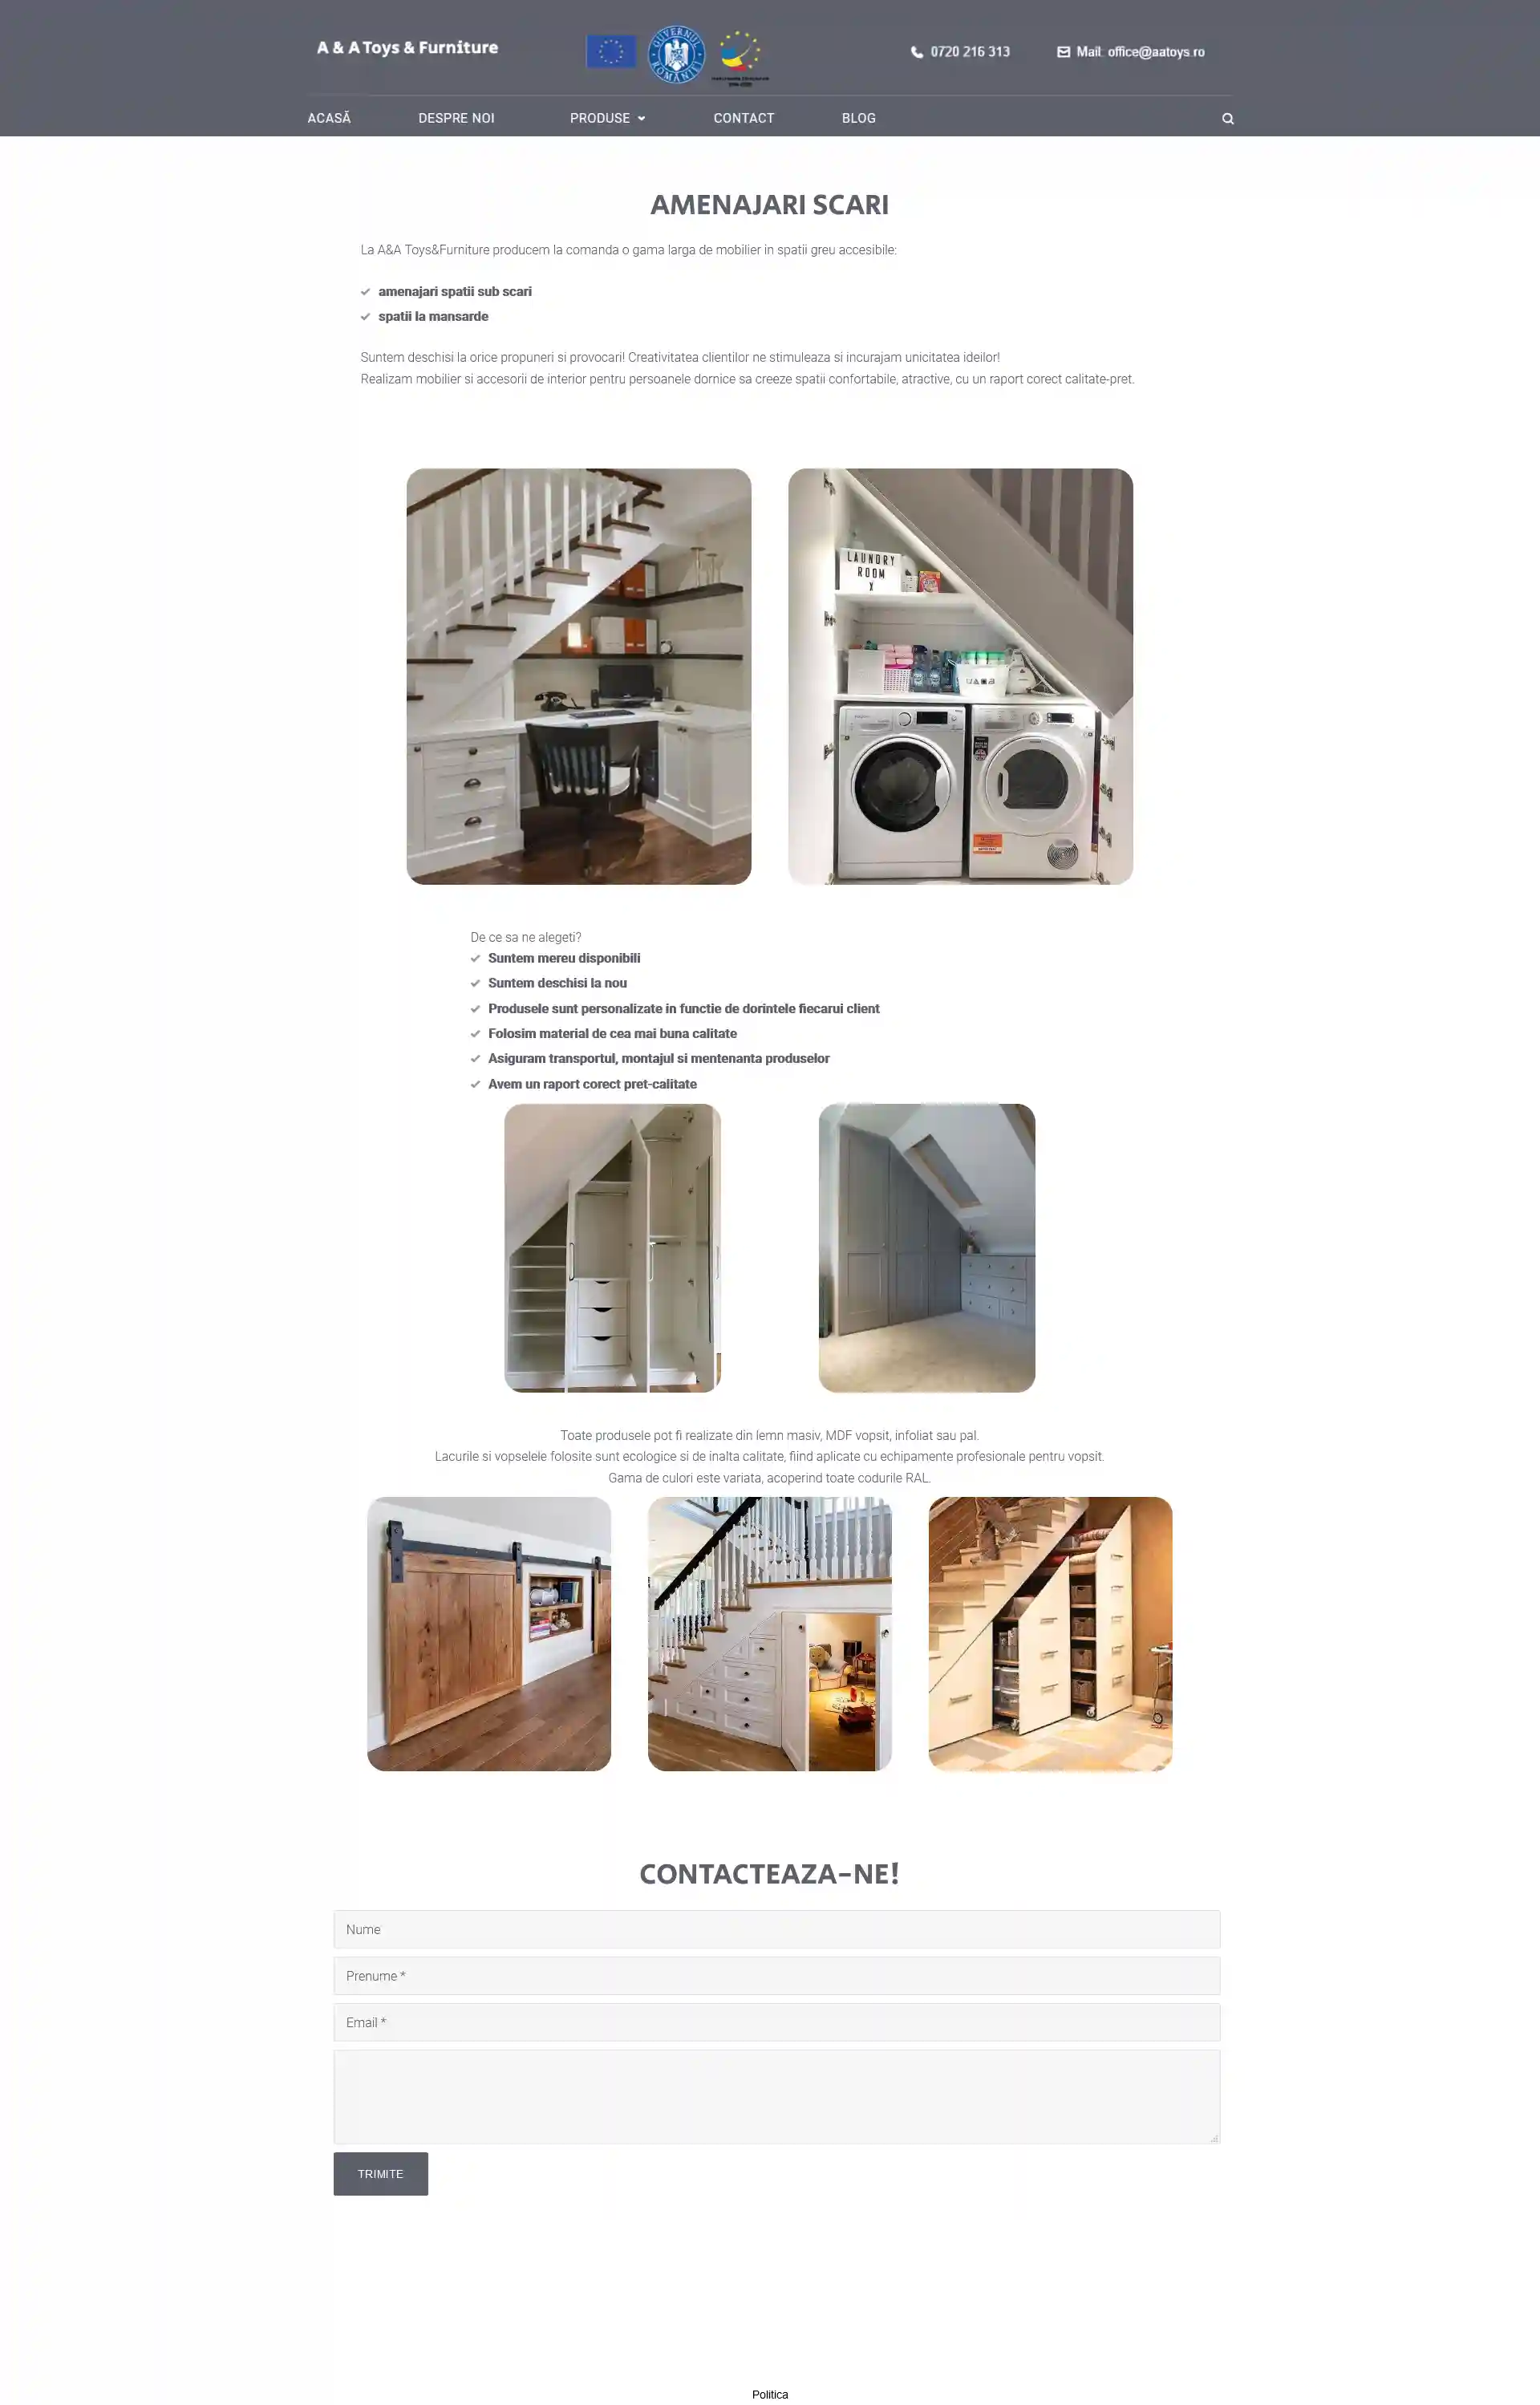 A & A Toys & Furniture
GUVERNUL ROMÂNIEI
0720 216 313
Mail: office@aatoys.ro
ACASĂ
DESPRE NOI
PRODUSE
CONTACT
BLOG
AMENAJARI SCARI
La A&A Toys&Furniture producem la comanda o gama larga de mobilier in spatii greu accesibile:
amenajari spatii sub scari
spatii la mansarde
Suntem deschisi la orice propuneri si provocari! Creativitatea clientilor ne stimuleaza si incurajam unicitatea ideilor!
Realizam mobilier si accesorii de interior pentru persoanele dornice sa creeze spatii confortabile, atractive, cu un raport corect calitate-pret.
LAUNDRY
ROOM
X
De ce sa ne alegeti?
Suntem mereu disponibili
Suntem deschisi la nou
Produsele sunt personalizate in functie de dorintele fiecarui client
Folosim material de cea mai buna calitate
Asiguram transportul, montajul si mentenanta produselor
Avem un raport corect pret-calitate
Toate produsele pot fi realizate din lemn masiv, MDF vopsit, infoliat sau pal.
Lacurile si vopselele folosite sunt ecologice si de inalta calitate, fiind aplicate cu echipamente profesionale pentru vopsit.
Gama de culori este variata, acoperind toate codurile RAL.
CONTACTEAZA-NE!
Nume
Prenume *
Email *
TRIMITE
Politica